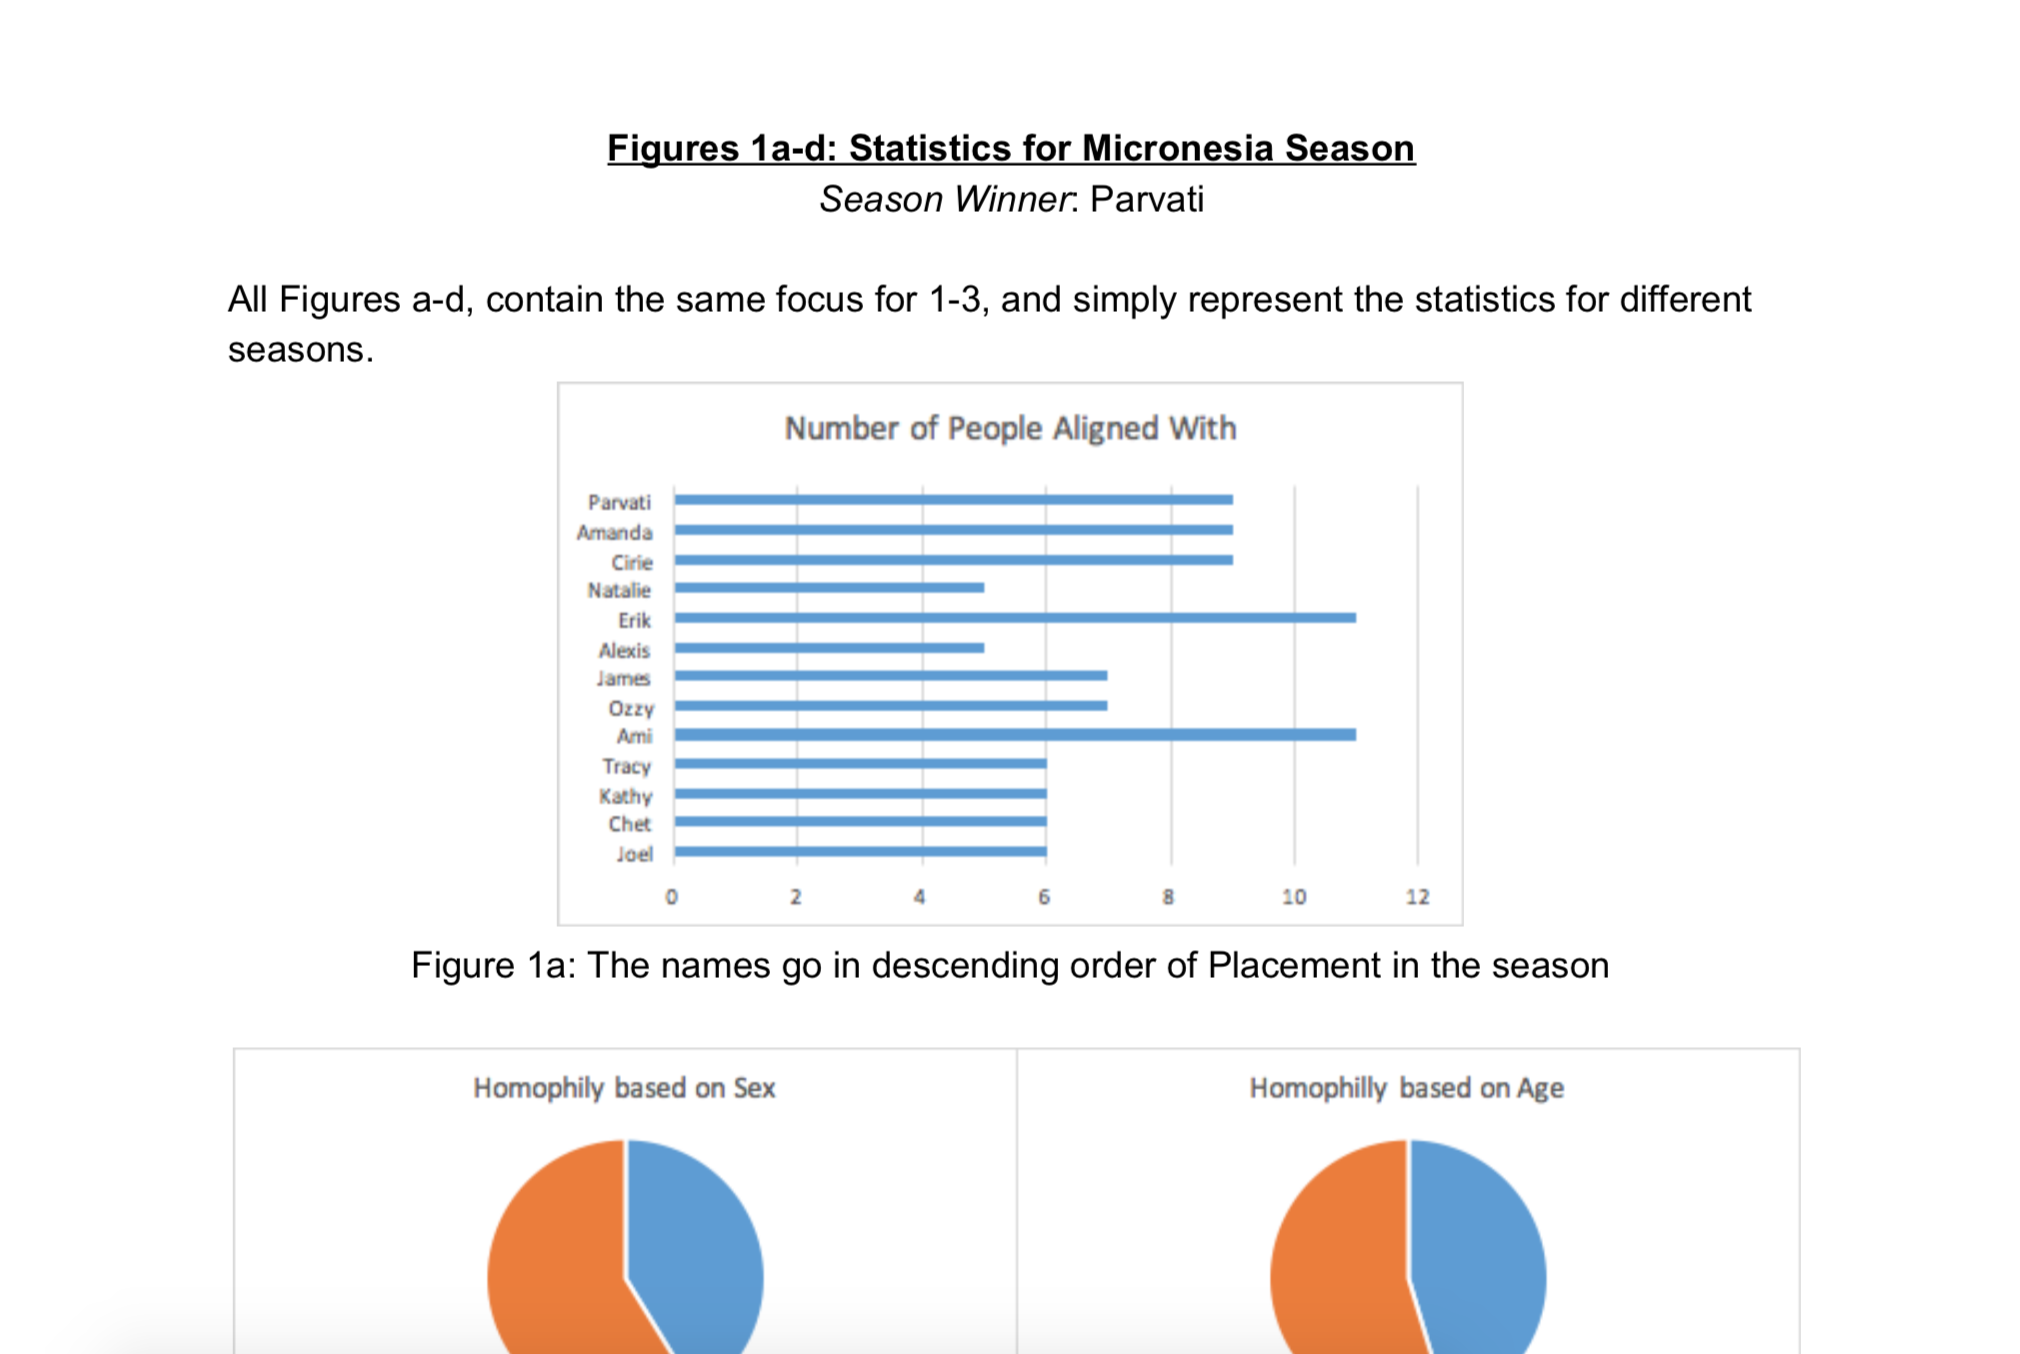 Figures 1a-d: Statistics for Micronesia Season
Season Winner: Parvati
All Figures a-d, contain the same focus for 1-3, and simply represent the statistics for different
seasons.
Number of People Aligned With
Parvati
Amanda
Cirie
Natalie
Erik
Alexis
James
Ozzy
Ami
Tracy
Kathy
Chet
Joel
0 2 4 6 8 10 12
Figure 1a: The names go in descending order of Placement in the season
Homophily based on Sex
Homophilly based on Age